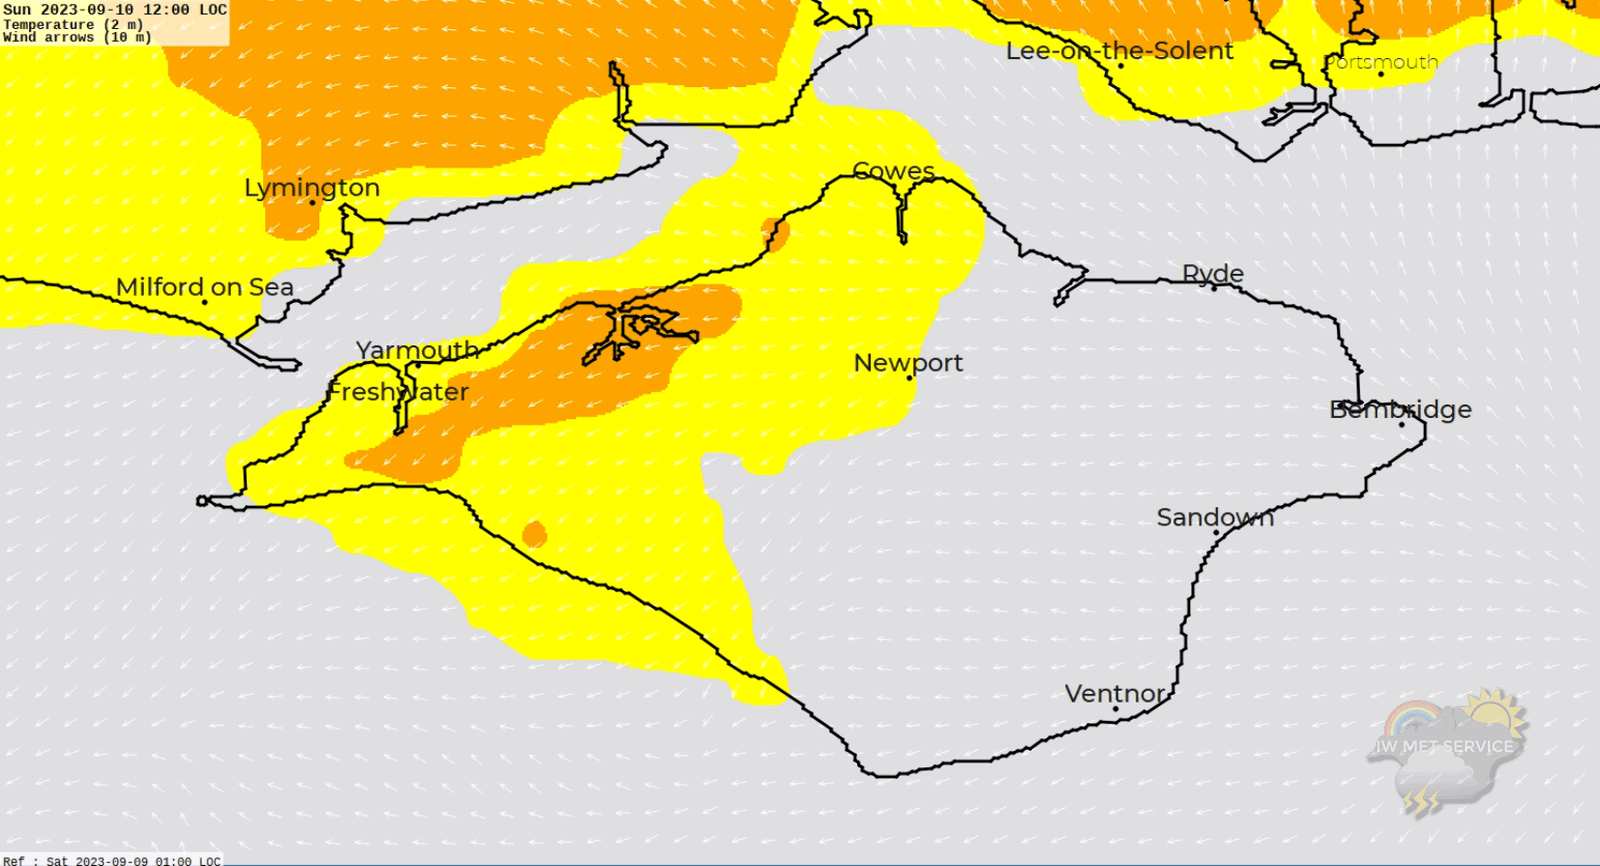 Sun 2023-09-10 12:00 LOC
Temperature (2 m)
Wind arrows (10 m)
Lee-on-the-Solent
Portsmouth
Cowes
Lymington
Ryde
Milford on Sea
Yarmouth
Newport
Freshwater
Bembridge
Sandown
Ventnor
IW MET SERVICE
Ref : Sat 2023-09-09 01:00 LOC